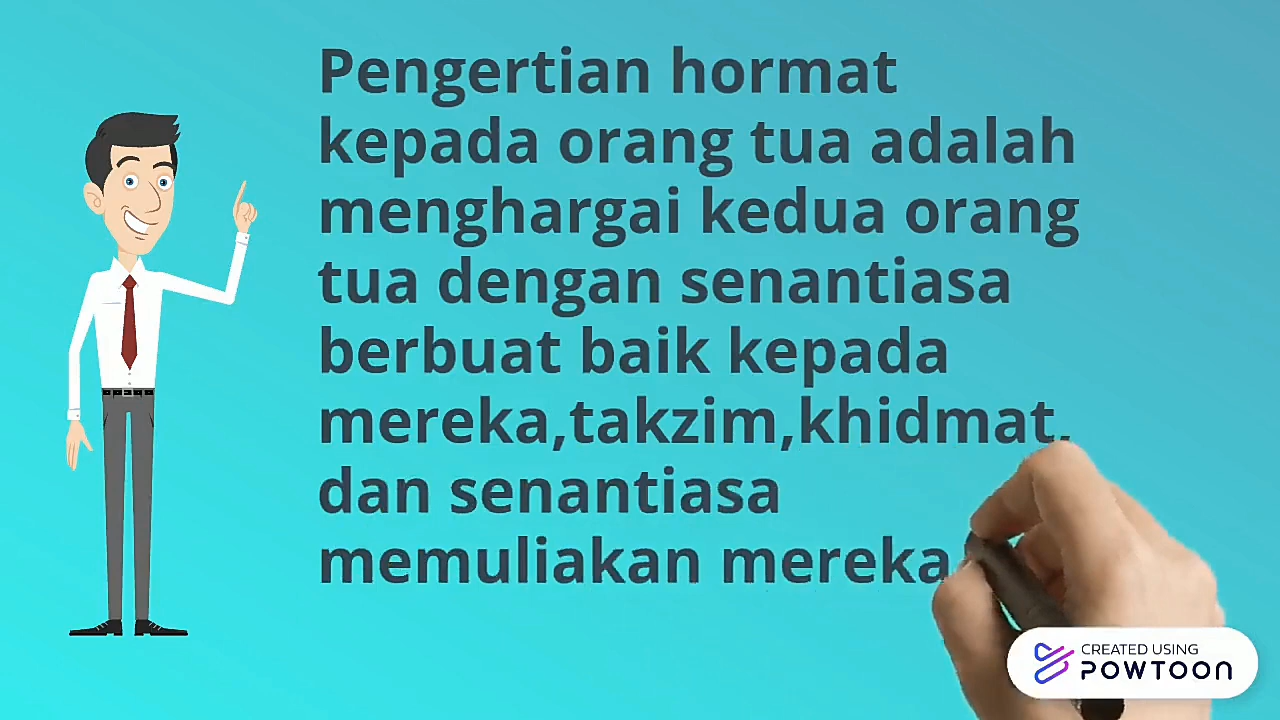 Pengertian hormat
kepada orang tua adalah
menghargai kedua orang
tua dengan senantiasa
berbuat baik kepada
mereka,takzim,khidmat,
dan senantiasa
memuliakan mereka
CREATED USING
POWTOON